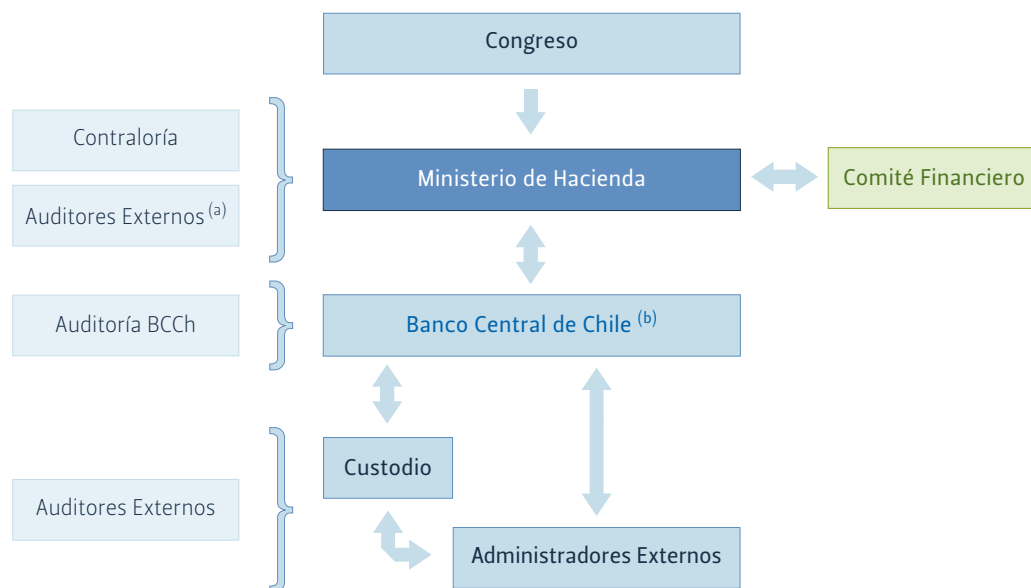 Congreso
Contraloría
Ministerio de Hacienda
Comité Financiero
Auditores Externos (a)
Auditoría BCCh
Banco Central de Chile (b)
Custodio
Auditores Externos
Administradores Externos